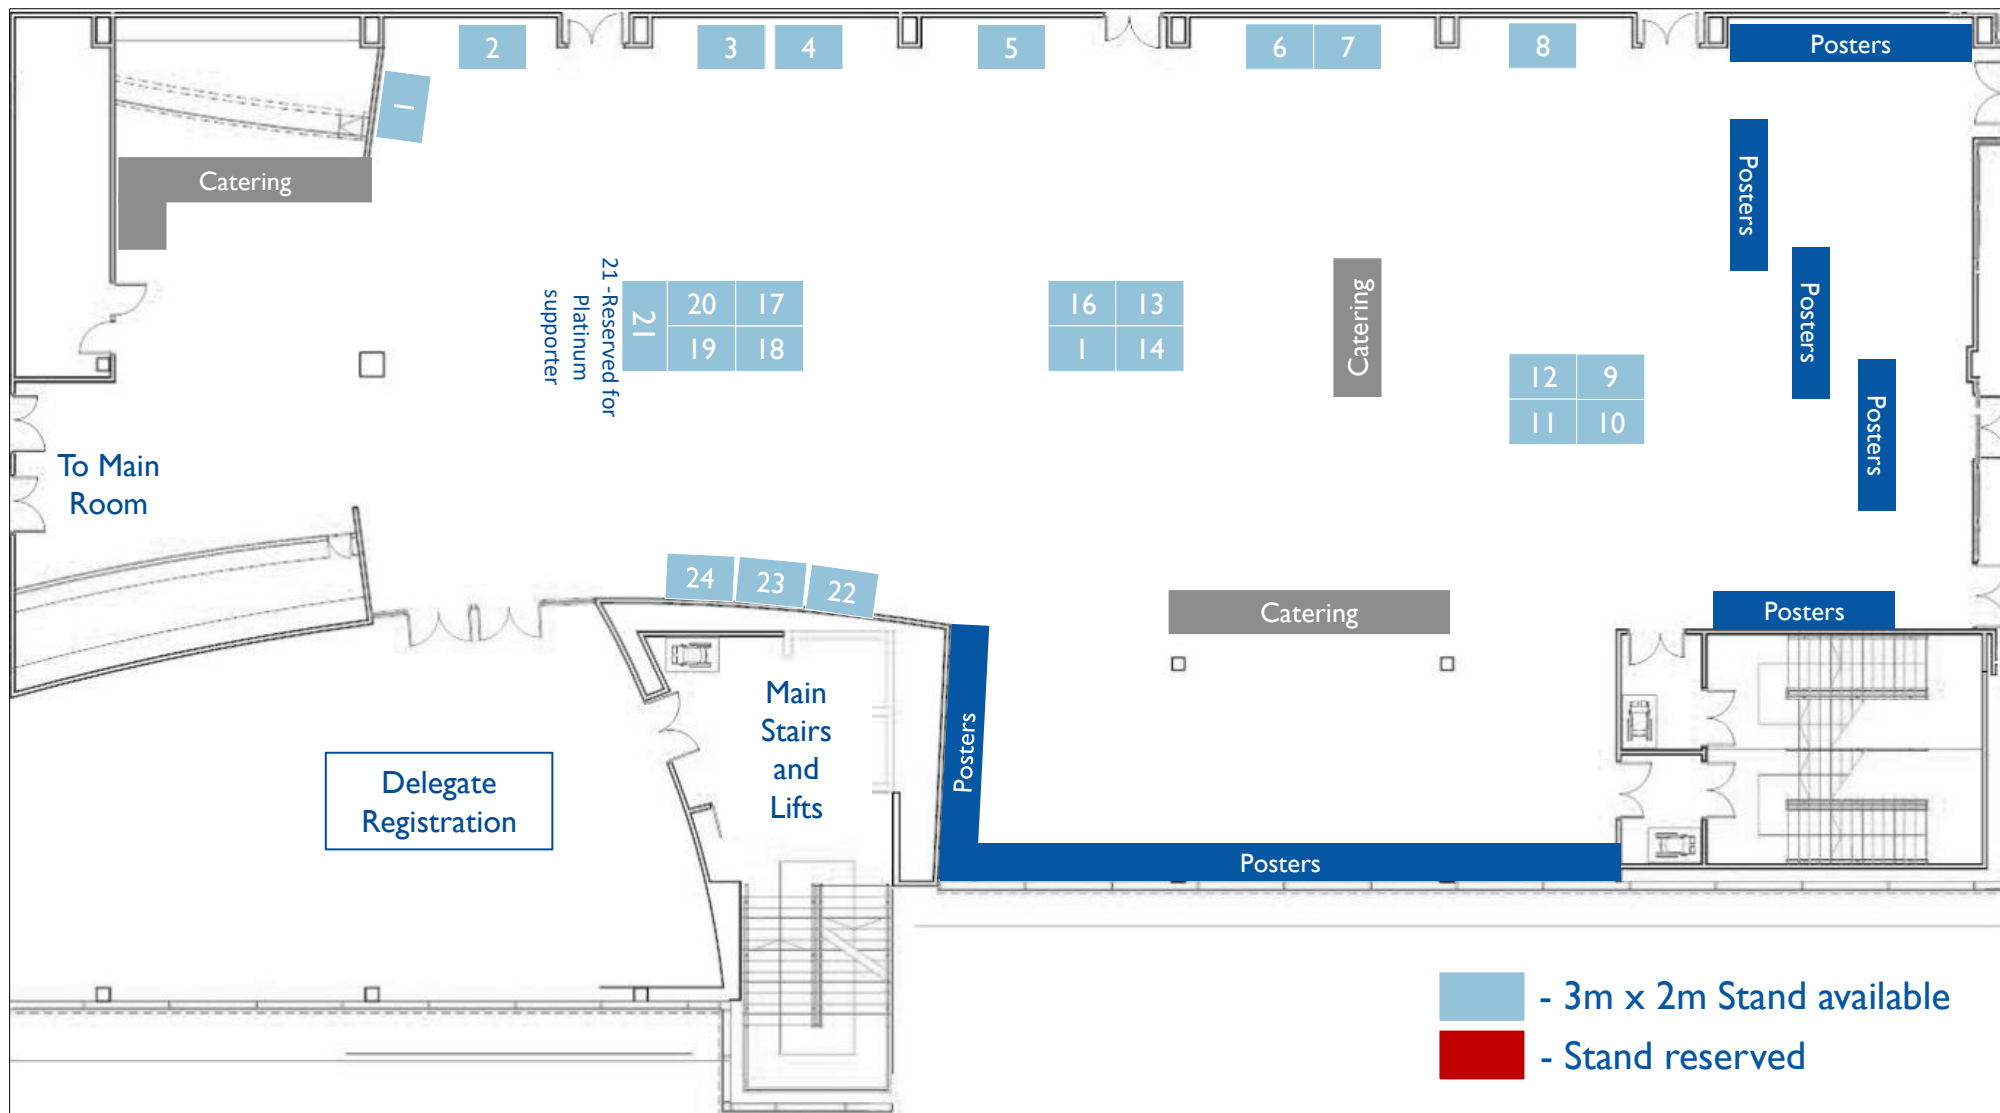 2
3
4
5
6
7
8
Posters
1
Catering
Posters
21 -Reserved for
Platinum
supporter
21
20
17
19
18
16
13
1
14
Catering
Posters
12
9
11
10
Posters
To Main
Room
24
23
22
Catering
Posters
Main
Stairs
and
Lifts
Posters
Delegate
Registration
Posters
- 3m x 2m Stand available
- Stand reserved